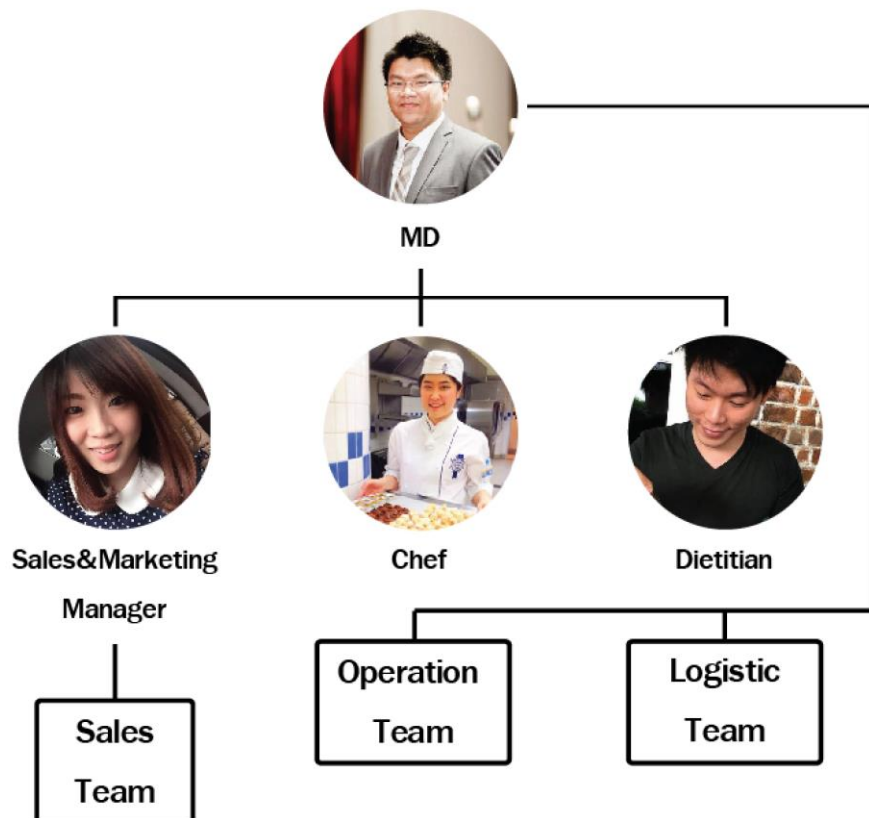 MD
Sales&Marketing
Manager
Chef
Dietitian
Operation
Team
Logistic
Team
Sales
Team